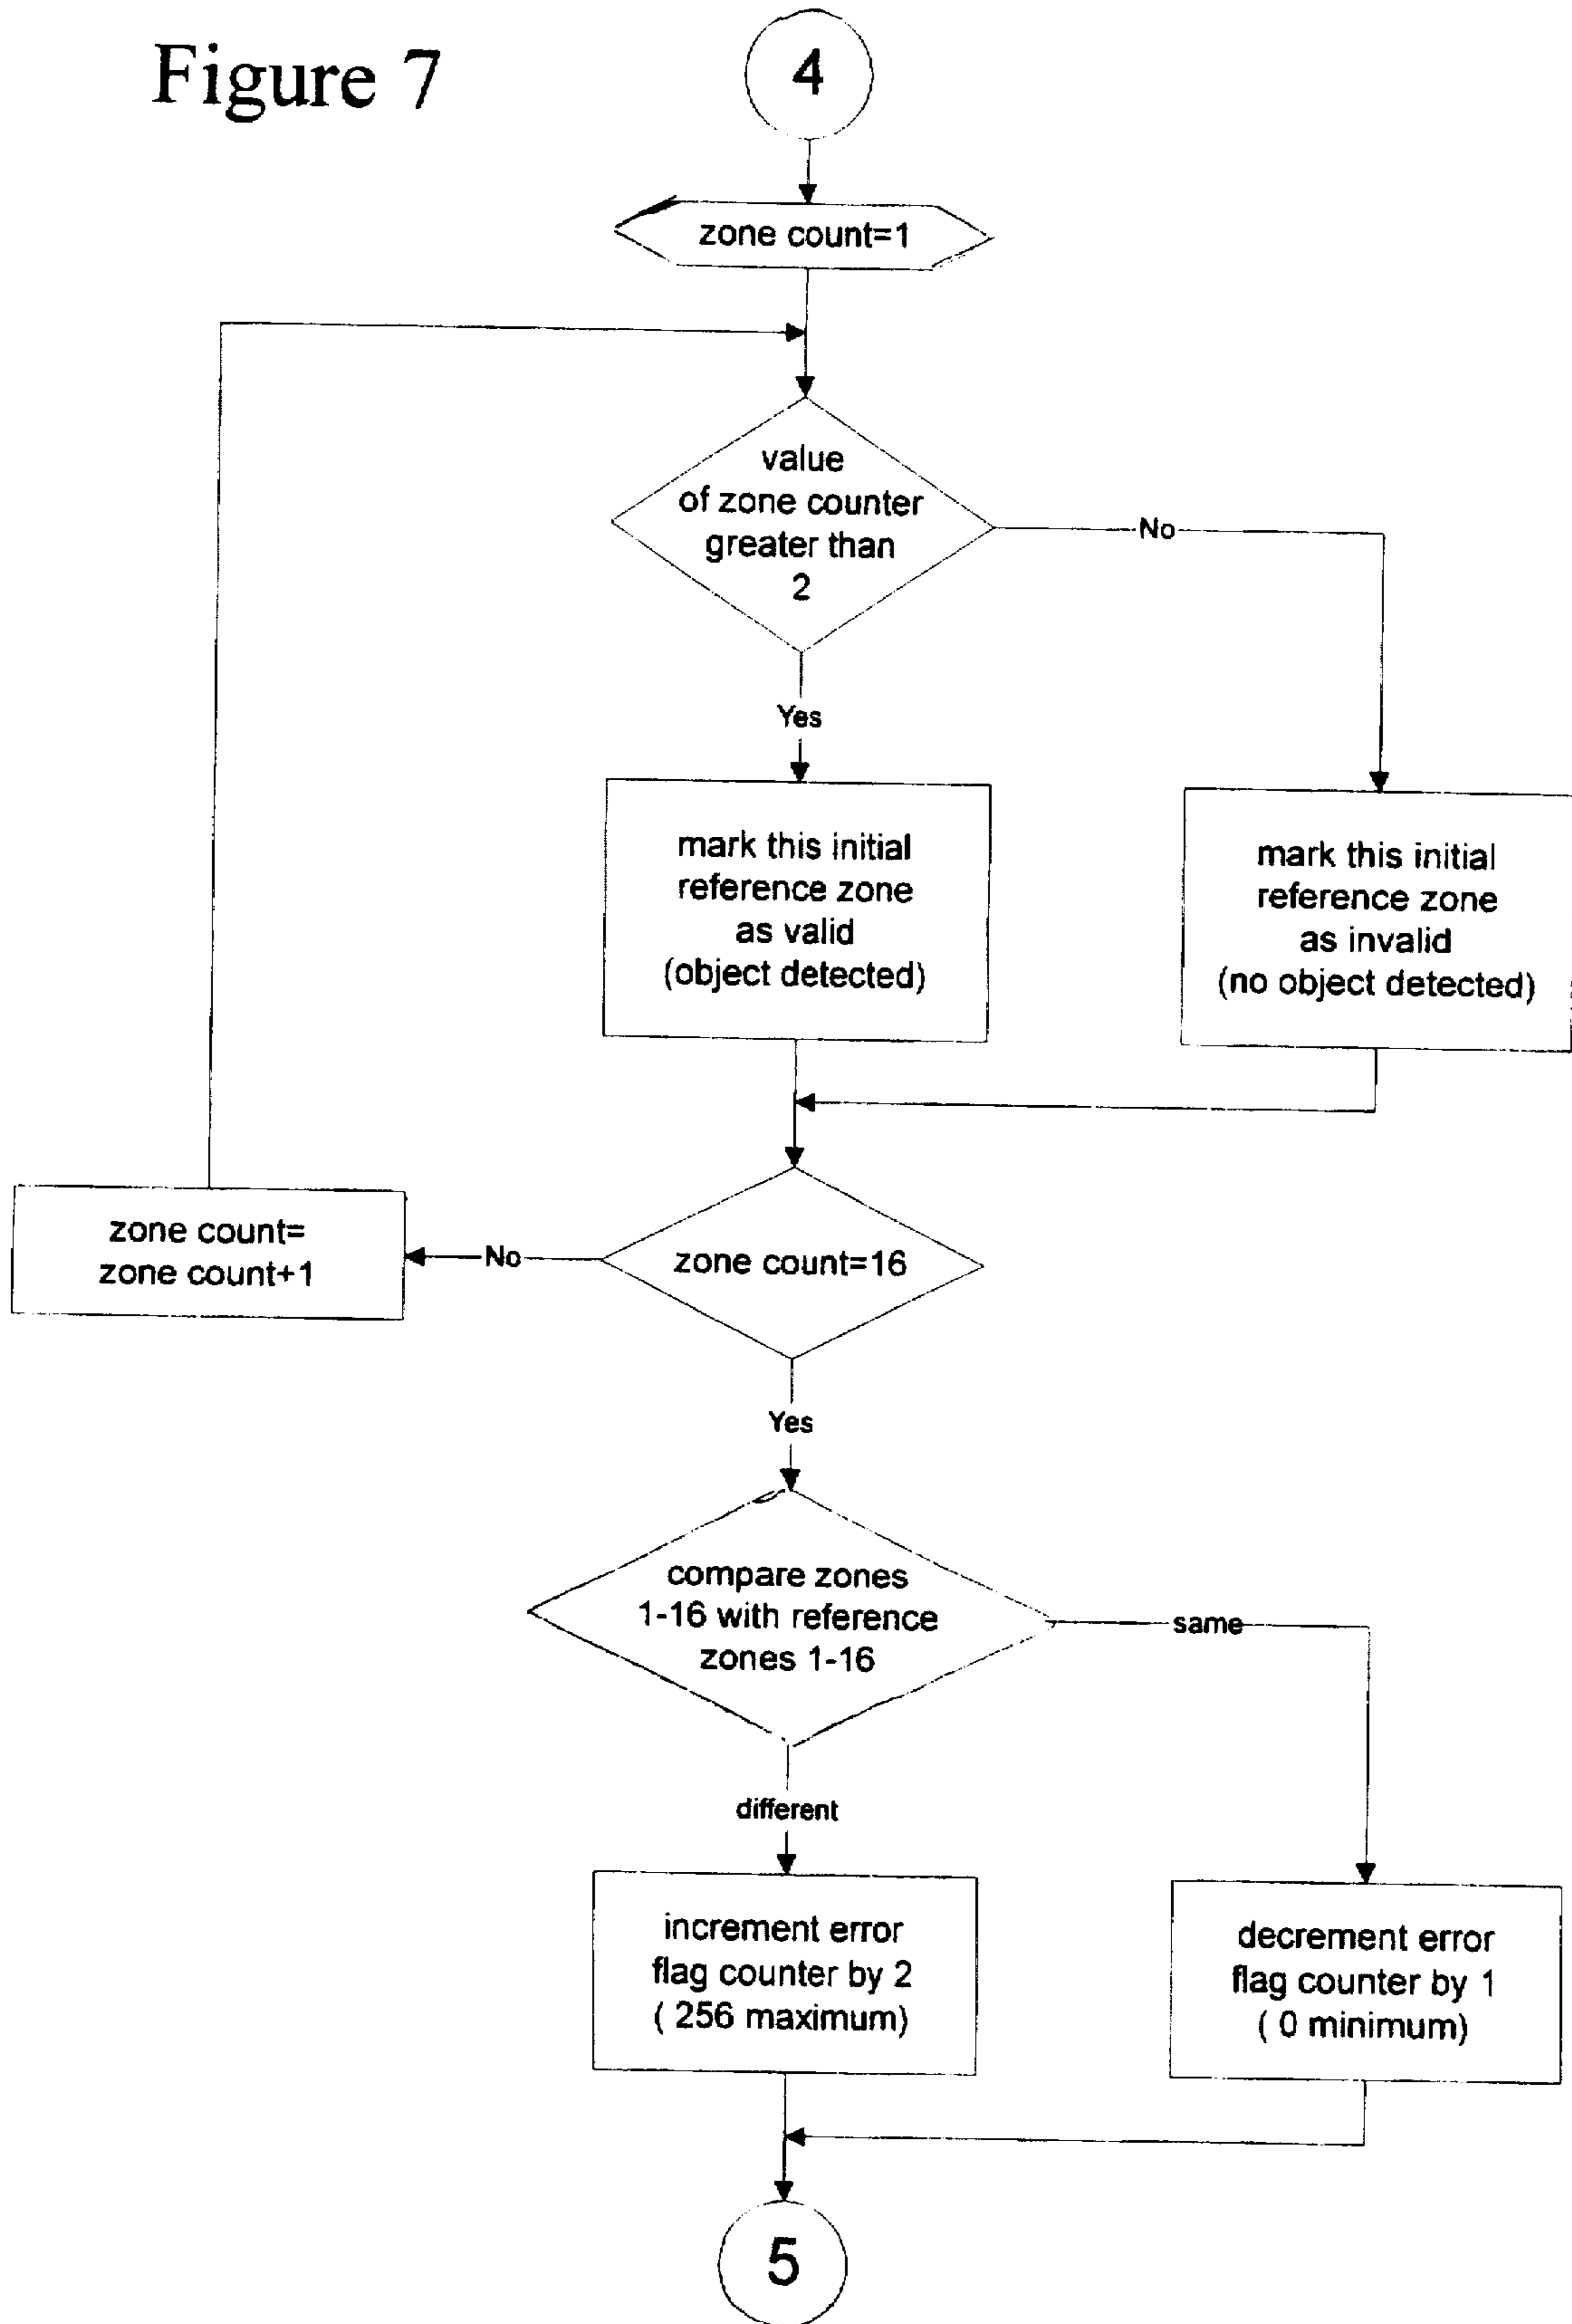 Figure 7
4
zone count=1
value
of zone counter
greater than
2
No
Yes
mark this initial
reference zone
as valid
(object detected)
mark this initial
reference zone
as invalid
(no object detected)
zone count=
zone count+1
No
zone count=16
Yes
compare zones
1-16 with reference
zones 1-16
same
different
increment error
flag counter by 2
( 256 maximum)
decrement error
flag counter by 1
( 0 minimum)
5